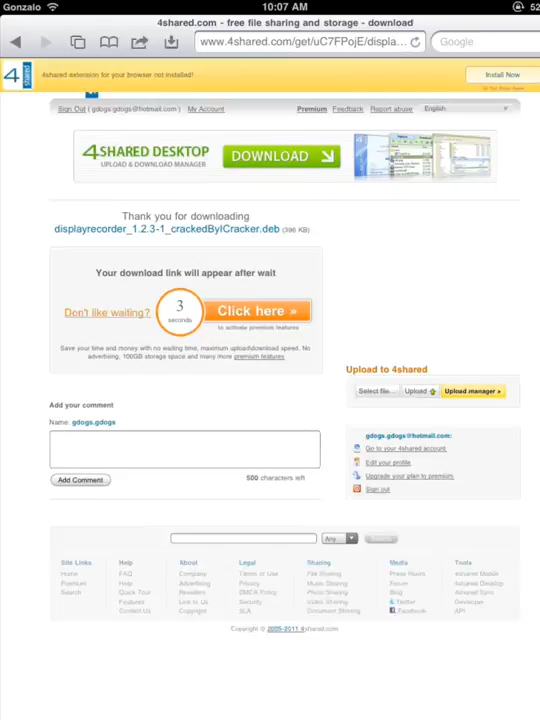 Gonzalo
10:07 AM
52
4shared.com - free file sharing and storage - download
www.4shared.com/get/uC7FPojE/displa...
Google
4 shared
4shared extension for your browser not installed!
Install Now
Sign Out ( gdogs.gdogs@hotmail.com ) My Account
Premium Feedback Report abuse English
4SHARED DESKTOP
UPLOAD & DOWNLOAD MANAGER
DOWNLOAD
Thank you for downloading
displayrecorder_1.2.3-1_crackedByICracker.deb (396 KB)
Your download link will appear after wait
Don't like waiting?
3
seconds
Click here »
to activate premium features
Save your time and money with no waiting time, maximum upload\download speed. No
advertising, 100GB storage space and many more premium features
Upload to 4shared
Select file... Upload Upload manager »
Add your comment
Name: gdogs.gdogs
Add Comment
500 characters left
gdogs.gdogs@hotmail.com:
Go to your 4shared account
Edit your profile
Upgrade your plan to premium
Sign out
Any
Search
Site Links Help About Legal Sharing Media Tools
Home FAQ Company Terms of Use File Sharing Press Room 4shared Mobile
Premium Help Advertising Privacy Music Sharing Forum 4shared Desktop
Search Quick Tour Resellers DMCA Policy Photo Sharing Blog 4shared Sync
Features Link to Us Security Video Sharing Twitter Developer
Contact Us Copyright SLA Document Sharing Facebook API
Copyright © 2005-2011 4shared.com